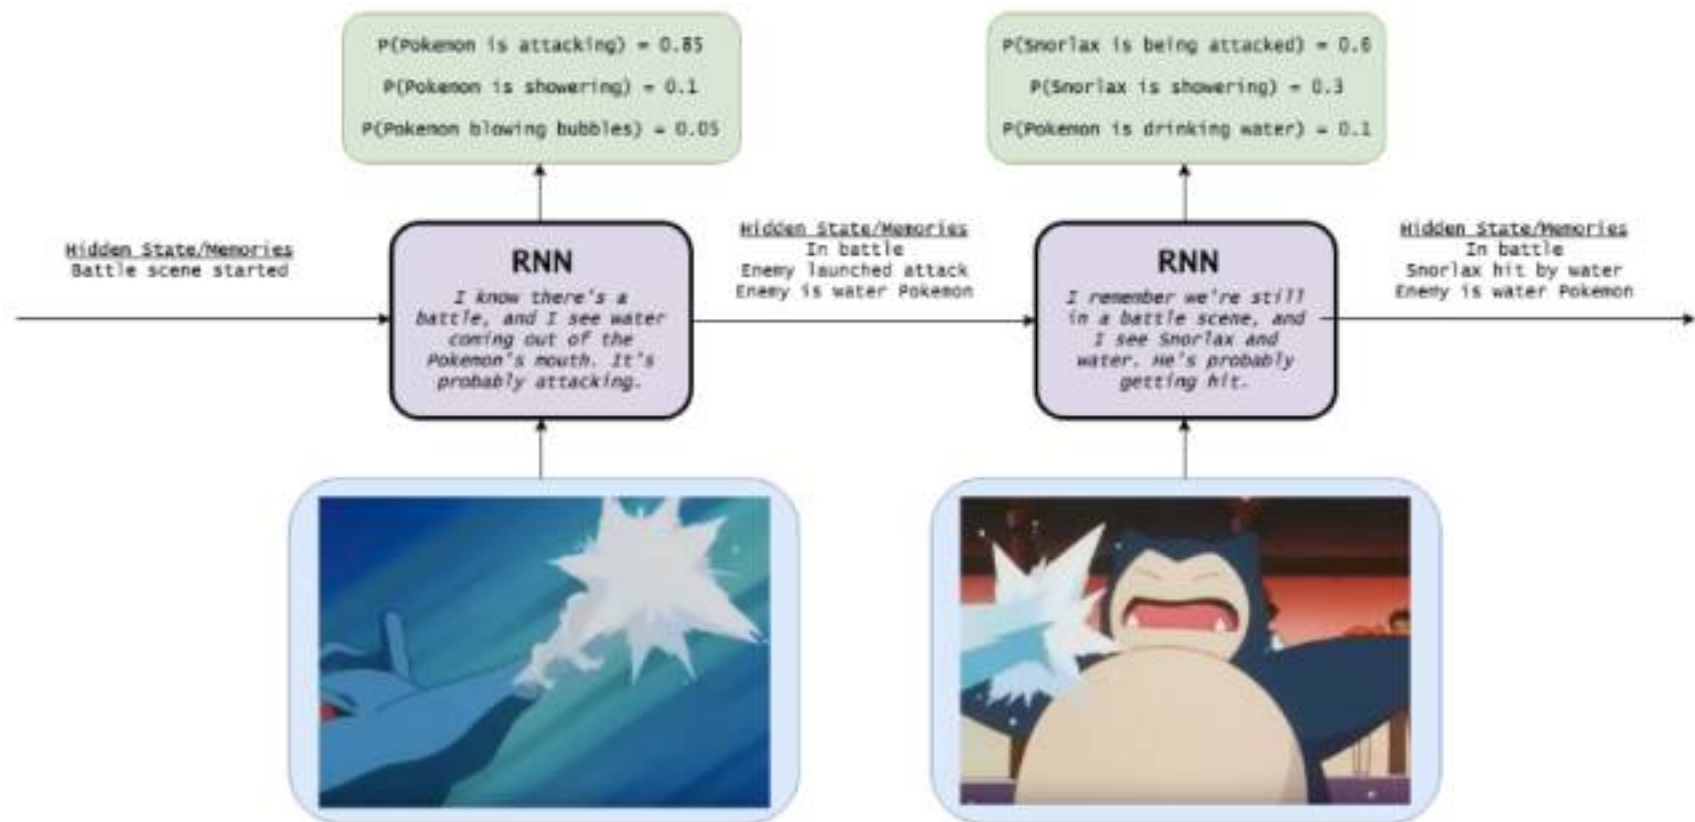 P(Pokemon is attacking) = 0.85
P(Pokemon is showering) = 0.1
P(Pokemon blowing bubbles) = 0.05
P(Snorlax is being attacked) = 0.6
P(Snorlax is showering) = 0.3
P(Pokemon is drinking water) = 0.1
Hidden State/Memories
Battle scene started
RNN
I know there's a
battle, and I see water
coming out of the
Pokemon's mouth. It's
probably attacking.
Hidden State/Memories
In battle
Enemy launched attack
Enemy is water Pokemon
RNN
I remember we're still
in a battle scene, and
I see Snorlax and
water. He's probably
getting hit.
Hidden State/Memories
In battle
Snorlax hit by water
Enemy is water Pokemon